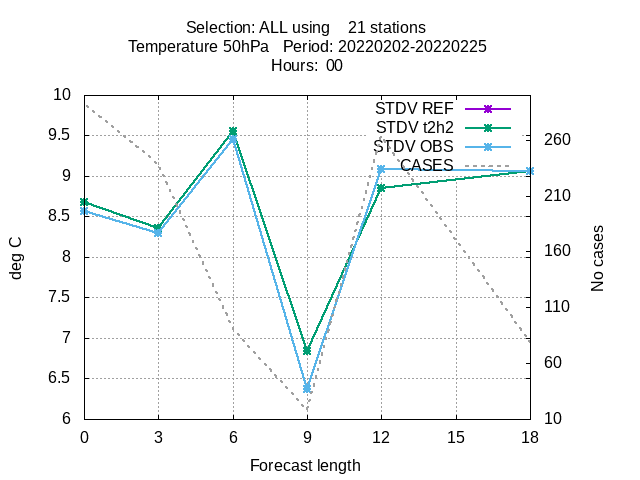 Selection: ALL using    21 stations
Temperature 50hPa   Period: 20220202-20220225
Hours:  00
10
9.5
9
8.5
8
7.5
7
6.5
6
deg C
STDV REF
STDV t2h2
STDV OBS
CASES
260
210
160
110
60
10
No cases
0 3 6 9 12 15 18
Forecast length